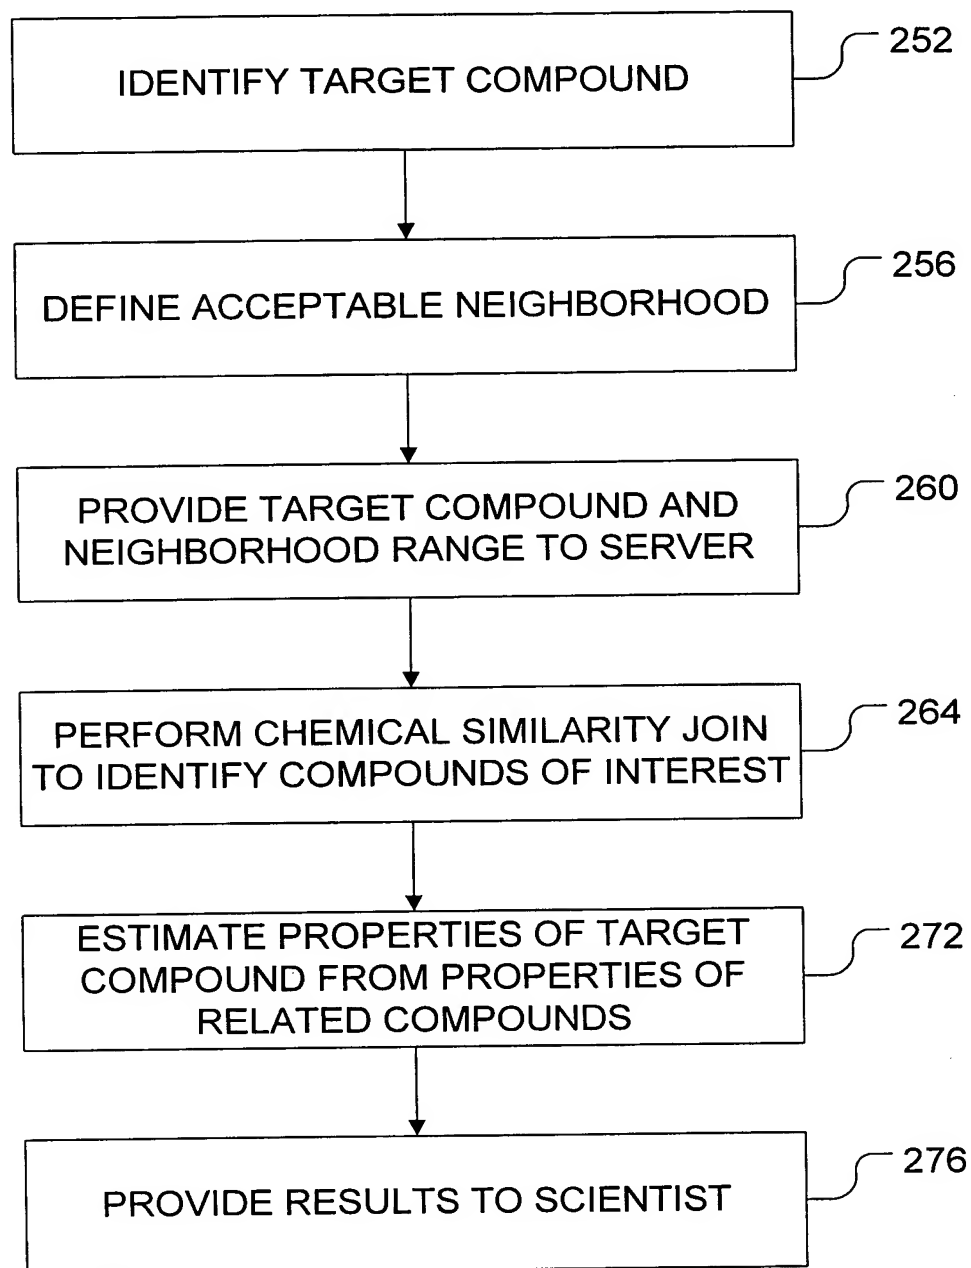 252
IDENTIFY TARGET COMPOUND
256
DEFINE ACCEPTABLE NEIGHBORHOOD
260
PROVIDE TARGET COMPOUND AND
NEIGHBORHOOD RANGE TO SERVER
264
PERFORM CHEMICAL SIMILARITY JOIN
TO IDENTIFY COMPOUNDS OF INTEREST
272
ESTIMATE PROPERTIES OF TARGET
COMPOUND FROM PROPERTIES OF
RELATED COMPOUNDS
276
PROVIDE RESULTS TO SCIENTIST